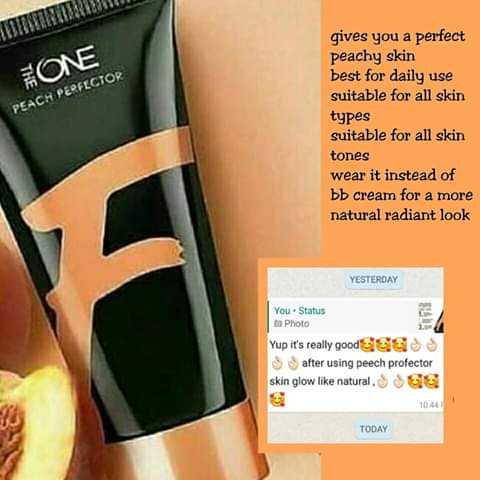 THE ONE
PEACH PERFECTOR
gives you a perfect
peachy skin
best for daily use
suitable for all skin
types
suitable for all skin
tones
wear it instead of
bb cream for a more
natural radiant look
YESTERDAY
You • Status
Photo
Yup it's really good🥰🥰🥰👌🏻👌🏻
👌🏻👌🏻after using peech profector
skin glow like natural ,👌🏻👌🏻🥰🥰
🥰
10.44
TODAY